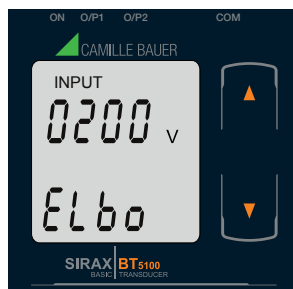 ON O/P1 O/P2 COM
CAMILLE BAUER
INPUT
0200 V
ELbo
SIRAX BT5100
BASIC TRANSDUCER